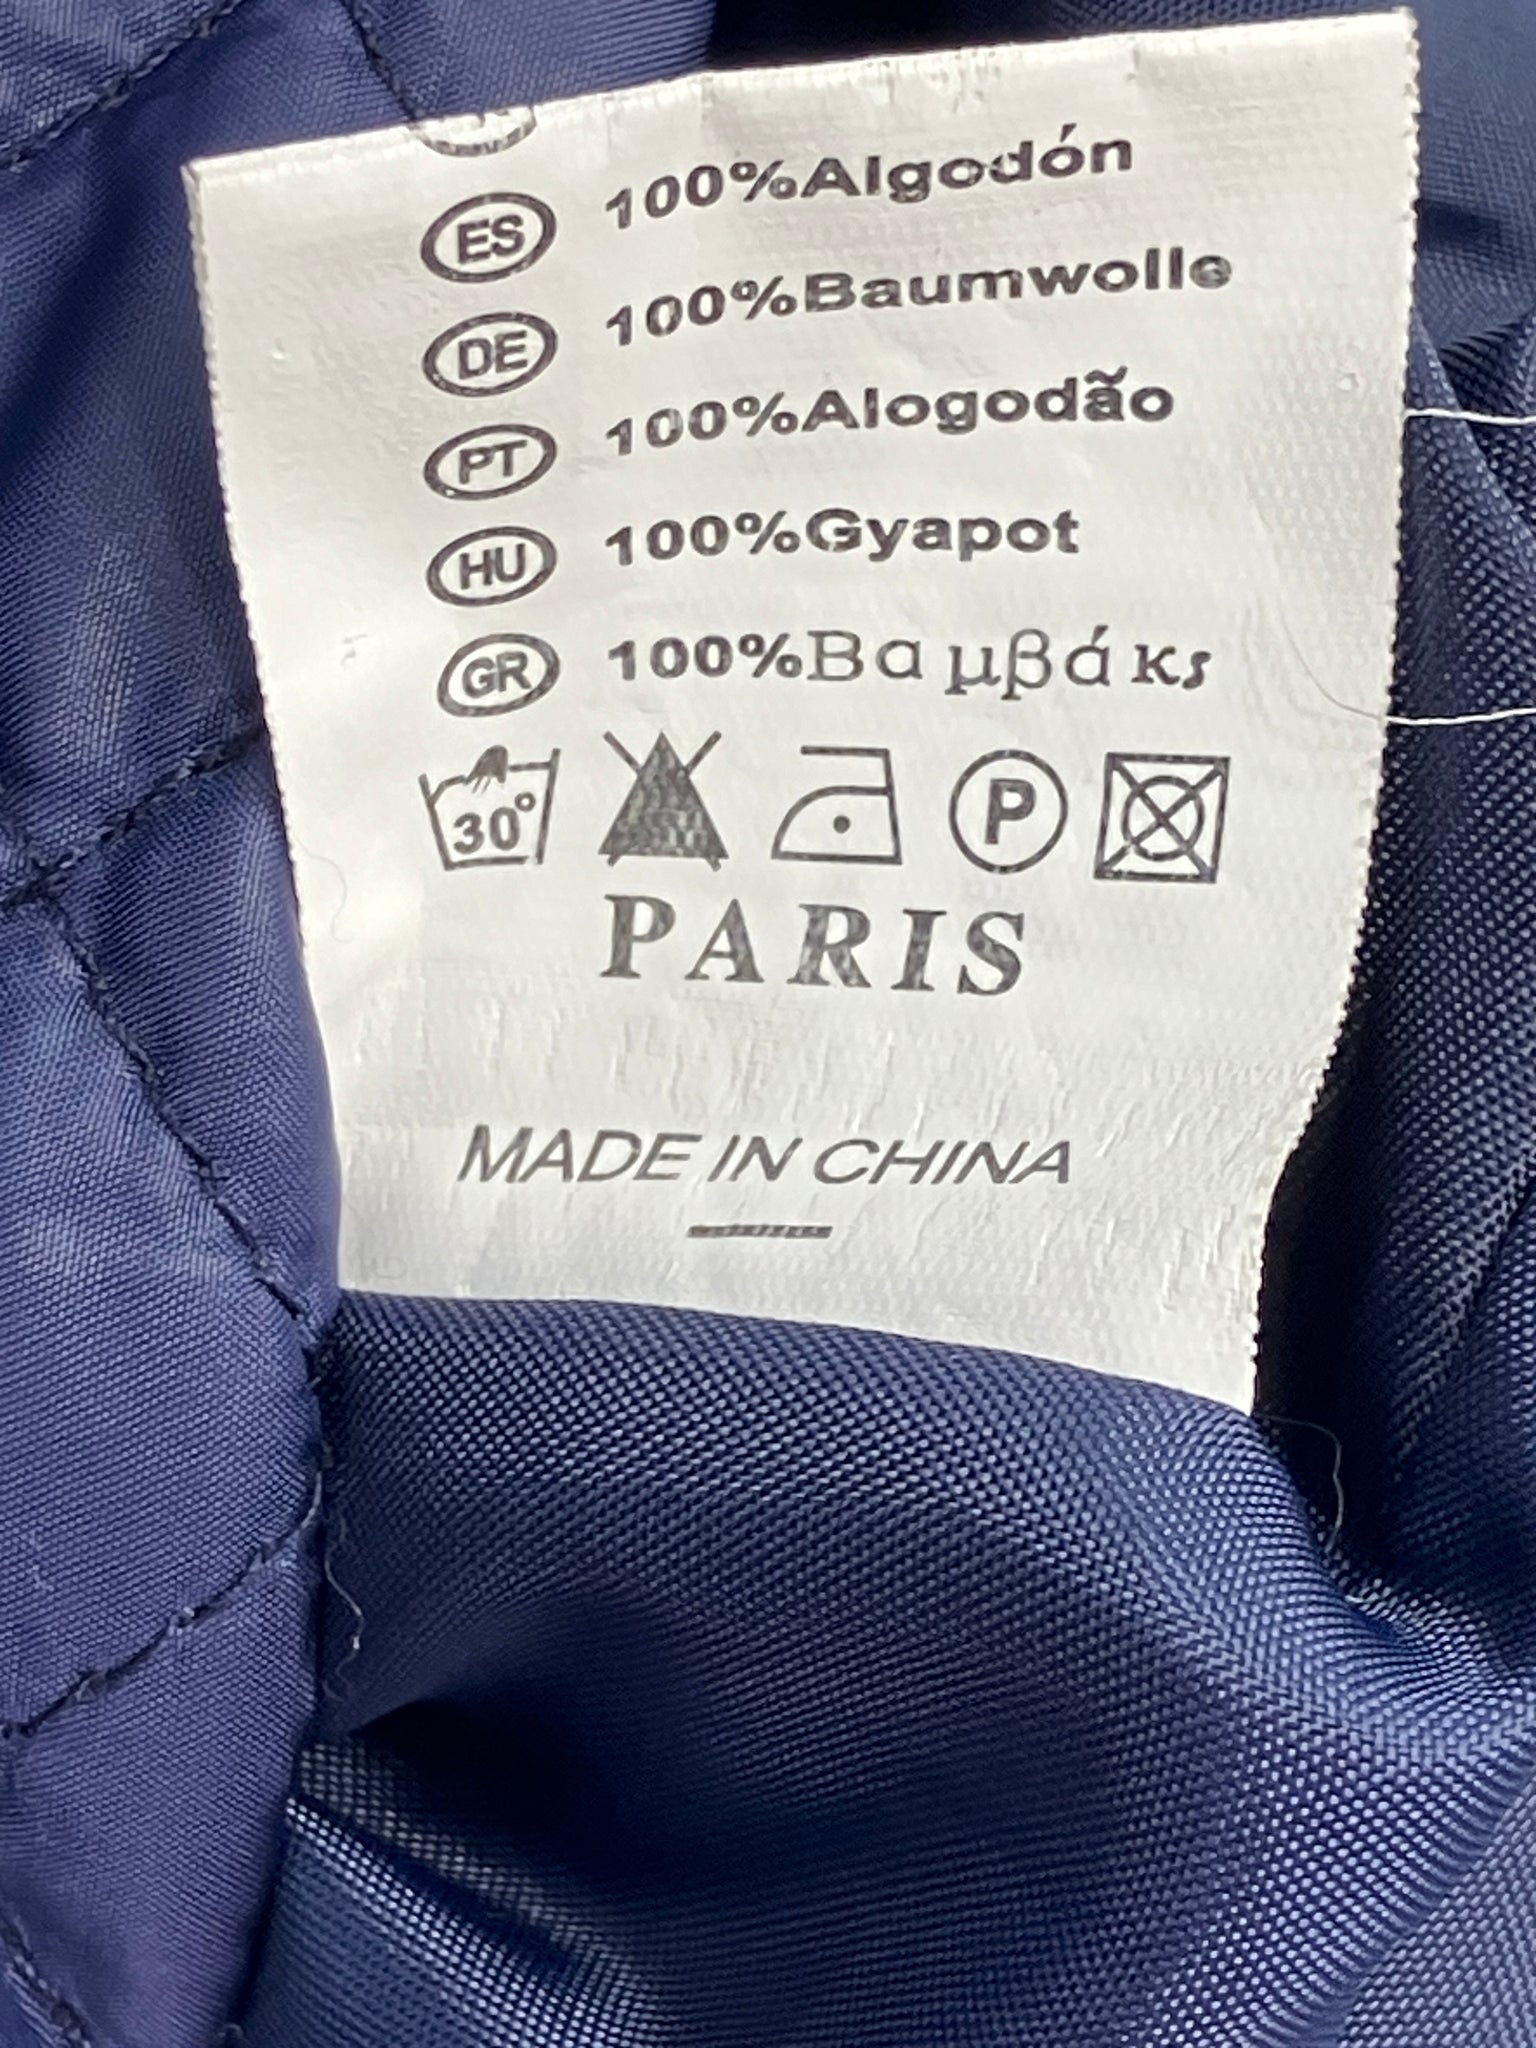 ES 100%Algodón
DE 100%Baumwolle
PT 100%Alogodão
HU 100%Gyapot
GR 100%Βαμβάκς
30°
P
PARIS
MADE IN CHINA